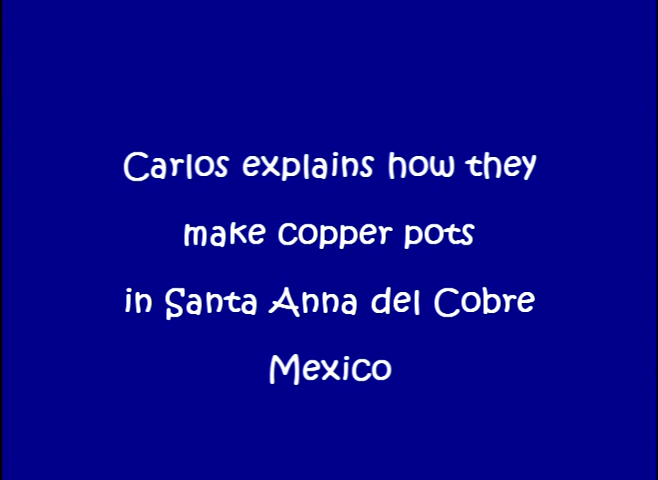 Carlos explains how they
make copper pots
in Santa Anna del Cobre
Mexico